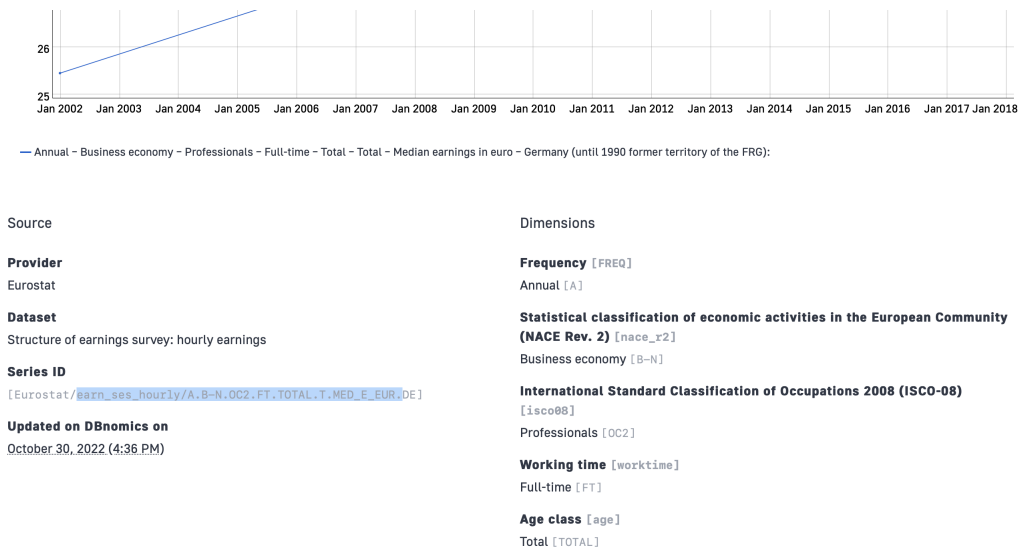 26
25
Jan 2002 Jan 2003 Jan 2004 Jan 2005 Jan 2006 Jan 2007 Jan 2008 Jan 2009 Jan 2010 Jan 2011 Jan 2012 Jan 2013 Jan 2014 Jan 2015 Jan 2016 Jan 2017 Jan 2018
Annual – Business economy – Professionals – Full-time – Total – Total – Median earnings in euro – Germany (until 1990 former territory of the FRG):
Source
Provider
Eurostat
Dataset
Structure of earnings survey: hourly earnings
Series ID
[Eurostat/earn_ses_hourly/A.B-N.OC2.FT.TOTAL.T.MED_E_EUR.DE]
Updated on DBnomics on
October 30, 2022 (4:36 PM)
Dimensions
Frequency [FREQ]
Annual [A]
Statistical classification of economic activities in the European Community
(NACE Rev. 2) [nace_r2]
Business economy [B-N]
International Standard Classification of Occupations 2008 (ISCO-08)
[isco08]
Professionals [OC2]
Working time [worktime]
Full-time [FT]
Age class [age]
Total [TOTAL]